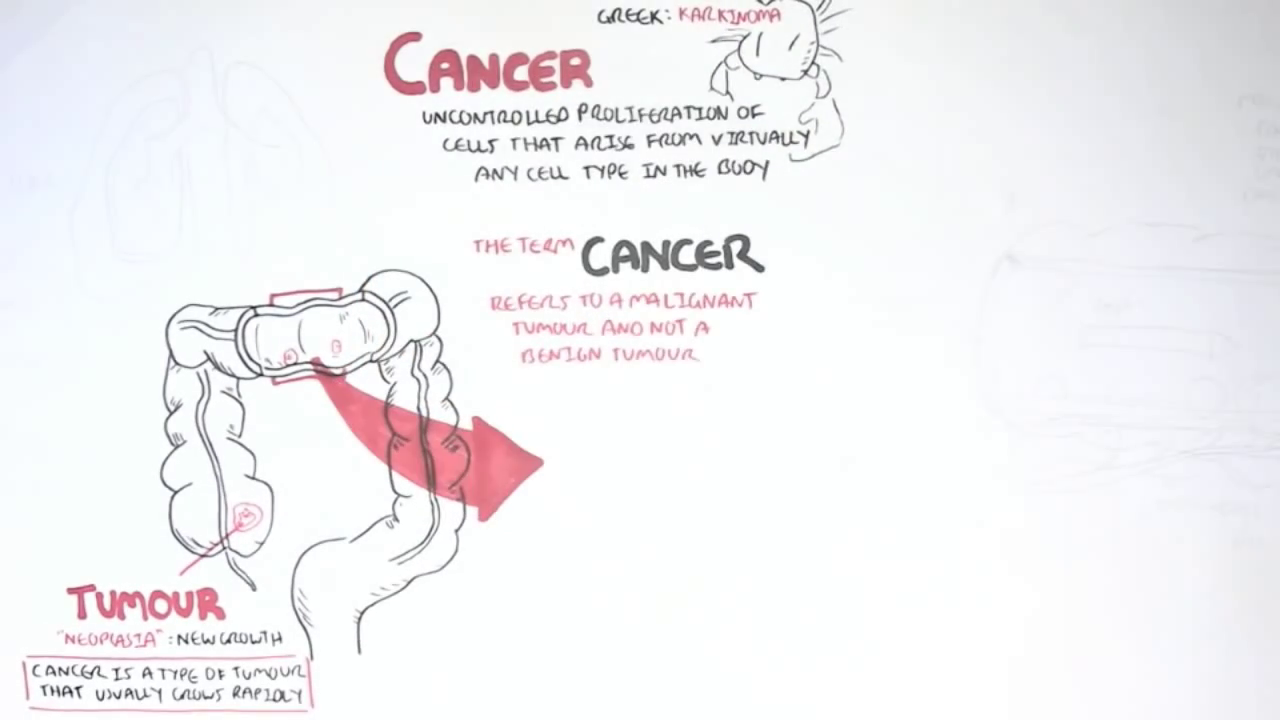 GREEK: KARKINOMA
CANCER
UNCONTROLLED PROLIFERATION OF
CELLS THAT ARISE FROM VIRTUALLY
ANY CELL TYPE IN THE BODY
THE TERM CANCER
REFERS TO A MALIGNANT
TUMOUR AND NOT A
BENIGN TUMOUR
TUMOUR
"NEOPLASIA" : NEW GROWTH
CANCER IS A TYPE OF TUMOUR
THAT USUALLY GROWS RAPIDLY